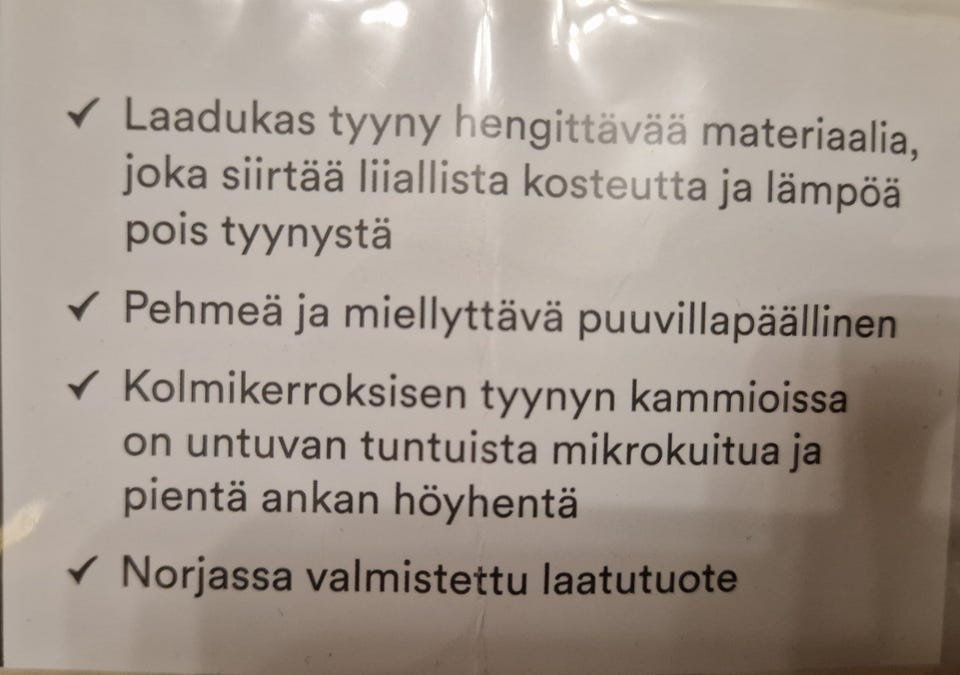 ✓ Laadukas tyyny hengittävää materiaalia,
joka siirtää liiallista kosteutta ja lämpöä
pois tyynystä
✓ Pehmeä ja miellyttävä puuvillapäällinen
✓ Kolmikerroksisen tyynyn kammioissa
on untuvan tuntuista mikrokuitua ja
pientä ankan höyhentä
✓ Norjassa valmistettu laatutuote